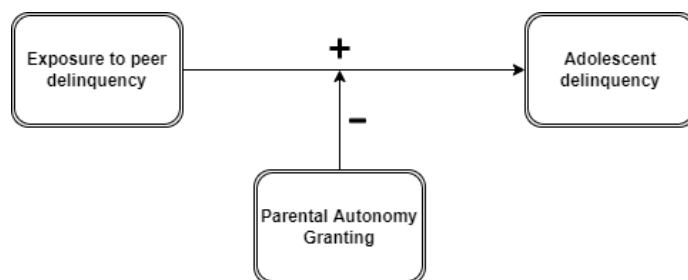 Exposure to peer
delinquency
+
Adolescent
delinquency
-
Parental Autonomy
Granting